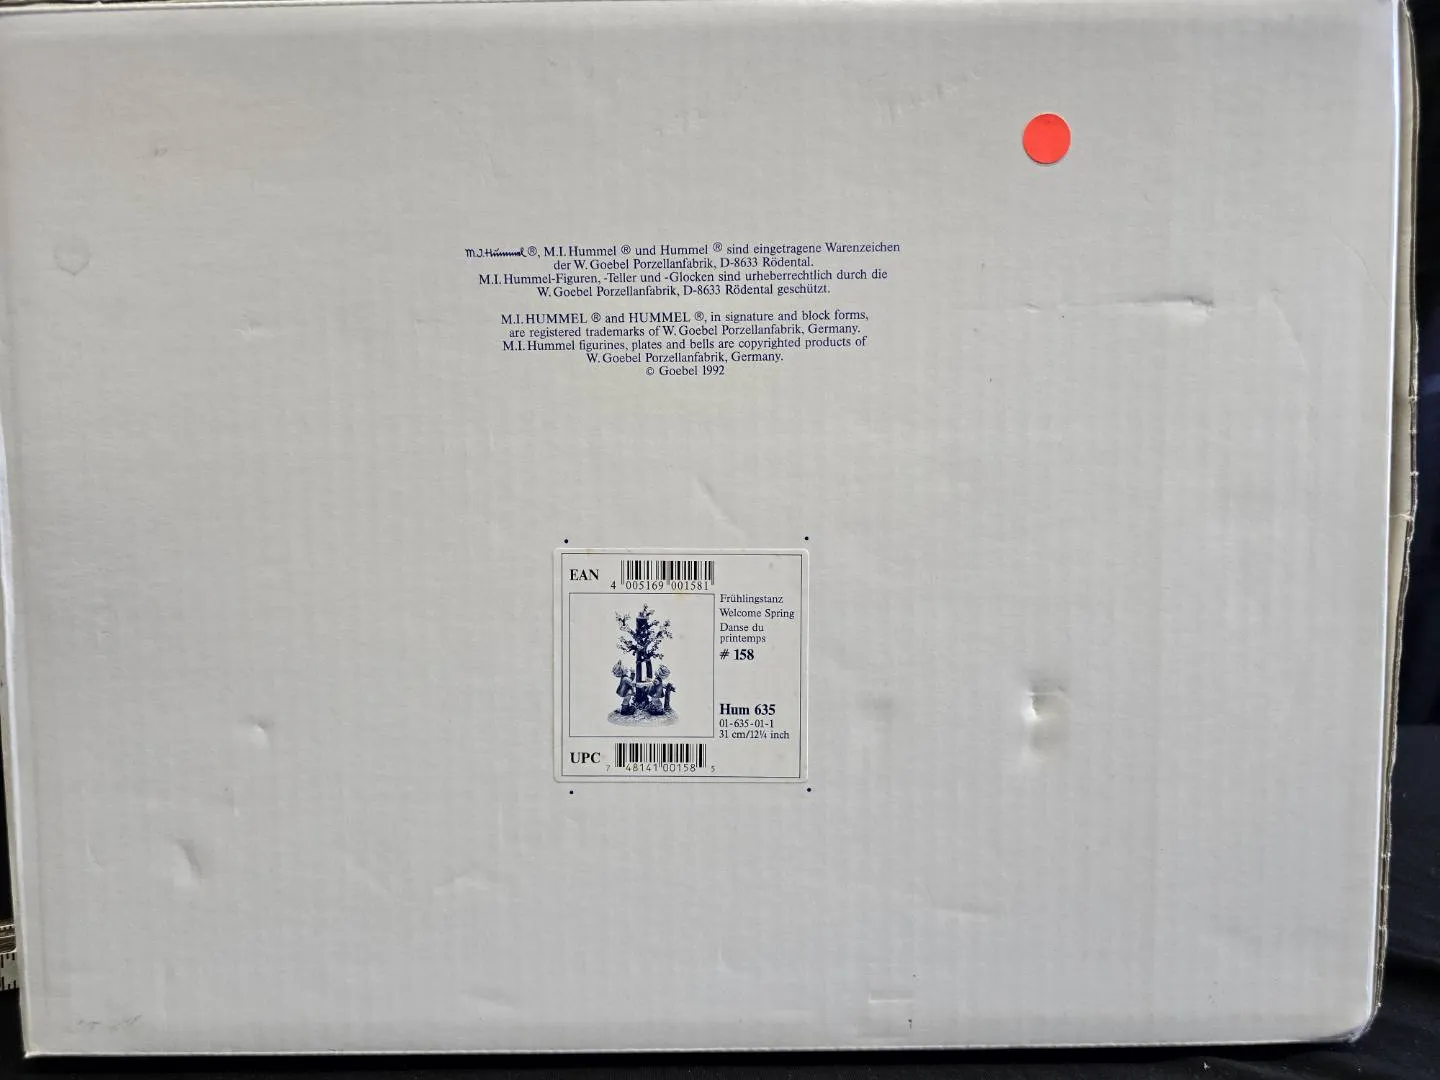 M.J.Hummel®, M.I. Hummel ® und Hummel ® sind eingetragene Warenzeichen
der W. Goebel Porzellanfabrik, D-8633 Rödental.
M.I. Hummel-Figuren, -Teller und -Glocken sind urheberrechtlich durch die
W. Goebel Porzellanfabrik, D-8633 Rödental geschützt.
M.I. HUMMEL ® and HUMMEL ®, in signature and block forms,
are registered trademarks of W. Goebel Porzellanfabrik, Germany.
M.I. Hummel figurines, plates and bells are copyrighted products of
W. Goebel Porzellanfabrik, Germany.
© Goebel 1992
EAN
4 005169 001581
Frühlingstanz
Welcome Spring
Danse du
printemps
# 158
Hum 635
01-635-01-1
31 cm/12¼ inch
UPC
7 48141 00158 5